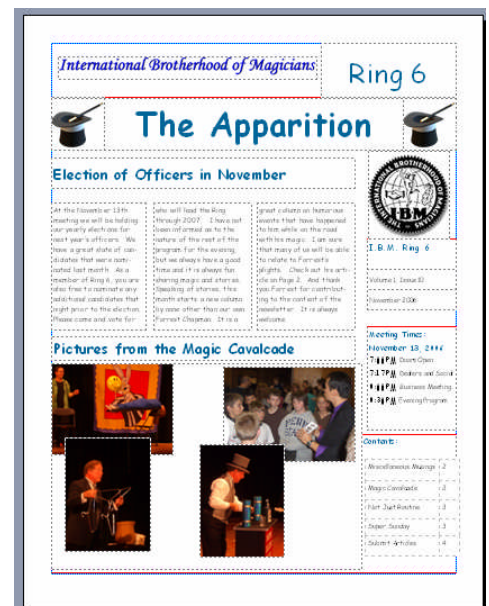 International Brotherhood of Magicians
Ring 6
The Apparition
Election of Officers in November
At the November 13th
meeting we will be holding
our yearly elections for
next year's officers. We
have a great slate of can-
didates that were nomi-
nated last month. As a
member of Ring 6, you are
also free to nominate any
additional candidates that
night prior to the election.
Please come and vote for
who will lead the Ring
through 2007. I have not
been informed as to the
nature of the rest of the
program for the evening,
but we always have a good
time and it is always fun
sharing magic and stories.
Speaking of stories, this
month starts a new column
by none other than our own
Forrest Chapman. It is a
great column on humorous
events that have happened
to him while on the road
with his magic. I am sure
that many of us will be able
to relate to Forrest's
plights. Check out his arti-
cle on Page 2. And thank
you Forrest for contribut-
ing to the content of the
newsletter. It is always
welcome.
INTERNATIONAL BROTHERHOOD OF MAGICIANS
I.B.M.
I.B.M. Ring 6
Volume 1, Issue 10
November 2006
Meeting Times:
November 13, 2006
Doors Open
Dealers and Social
Business Meeting
Evening Program
Pictures from the Magic Cavalcade
Contents:
Miscellaneous Musings 2
Magic Cavalcade 2
Not Just Routine 3
Super Sunday 3
Submit Articles 4